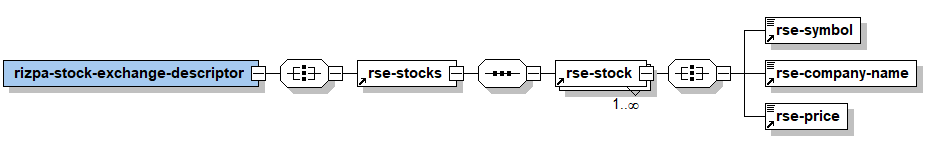 rizpa-stock-exchange-descriptor
rse-stocks
rse-stock
1..∞
rse-symbol
rse-company-name
rse-price